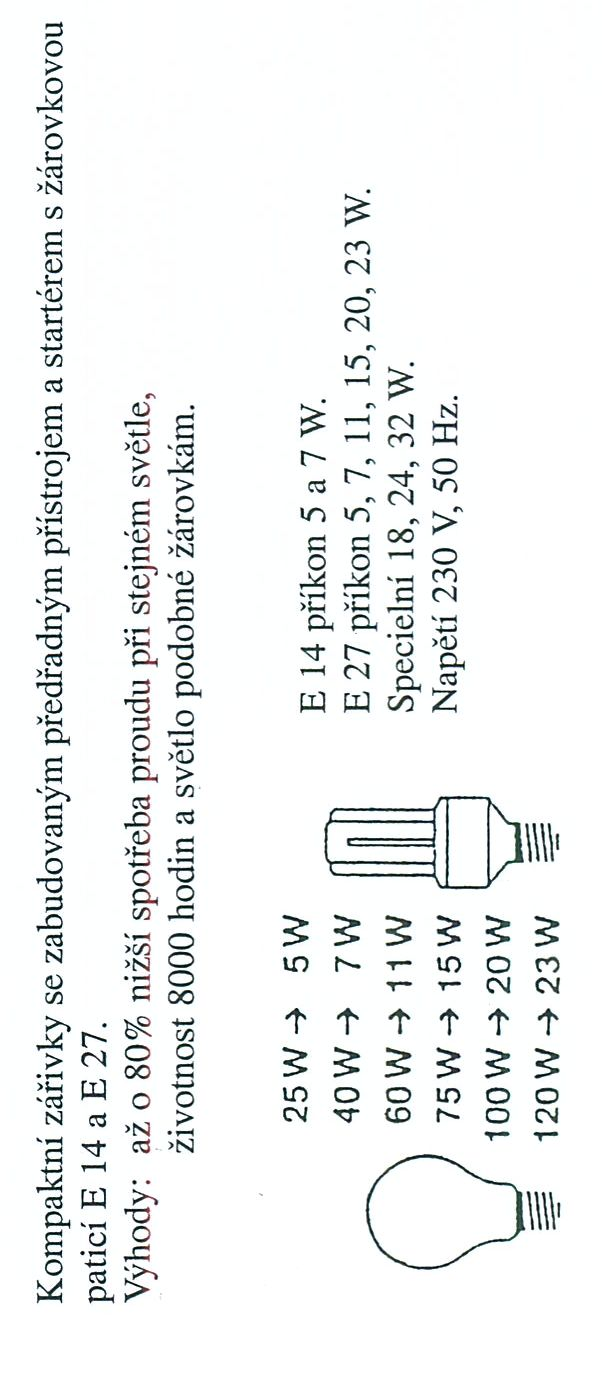 Kompaktní zářivky se zabudovaným předřadným přístrojem a startérem s žárovkovou
paticí E 14 a E 27.
Výhody: až o 80% nižší spotřeba proudu při stejném světle,
životnost 8000 hodin a světlo podobné žárovkám.
25 W → 5 W
40 W → 7 W
60 W → 11 W
75 W → 15 W
100 W → 20 W
120 W → 23 W
E 14 příkon 5 a 7 W.
E 27 příkon 5, 7, 11, 15, 20, 23 W.
Specielní 18, 24, 32 W.
Napětí 230 V, 50 Hz.